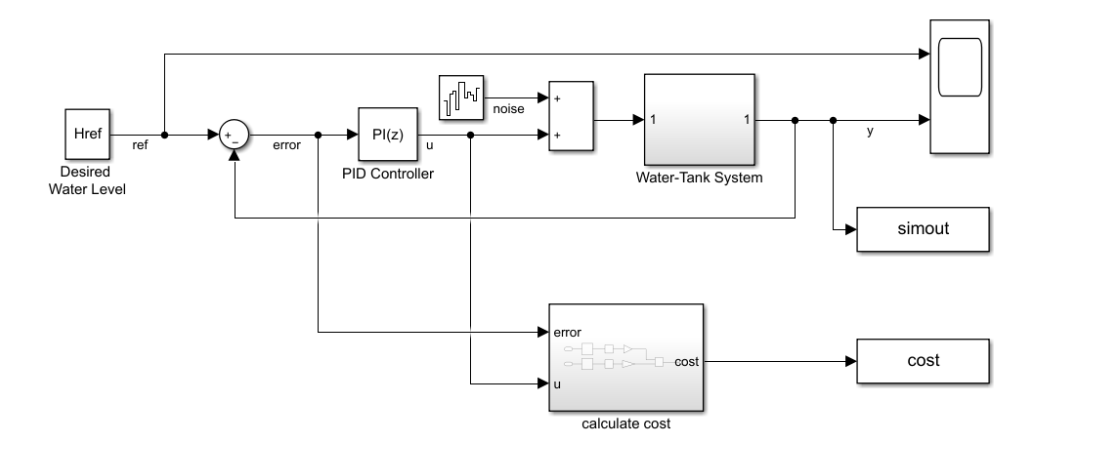 Href
ref
Desired
Water Level
+
−
error
PI(z)
PID Controller
u
noise
+
+
1
1
Water-Tank System
y
simout
error
u
cost
calculate cost
cost